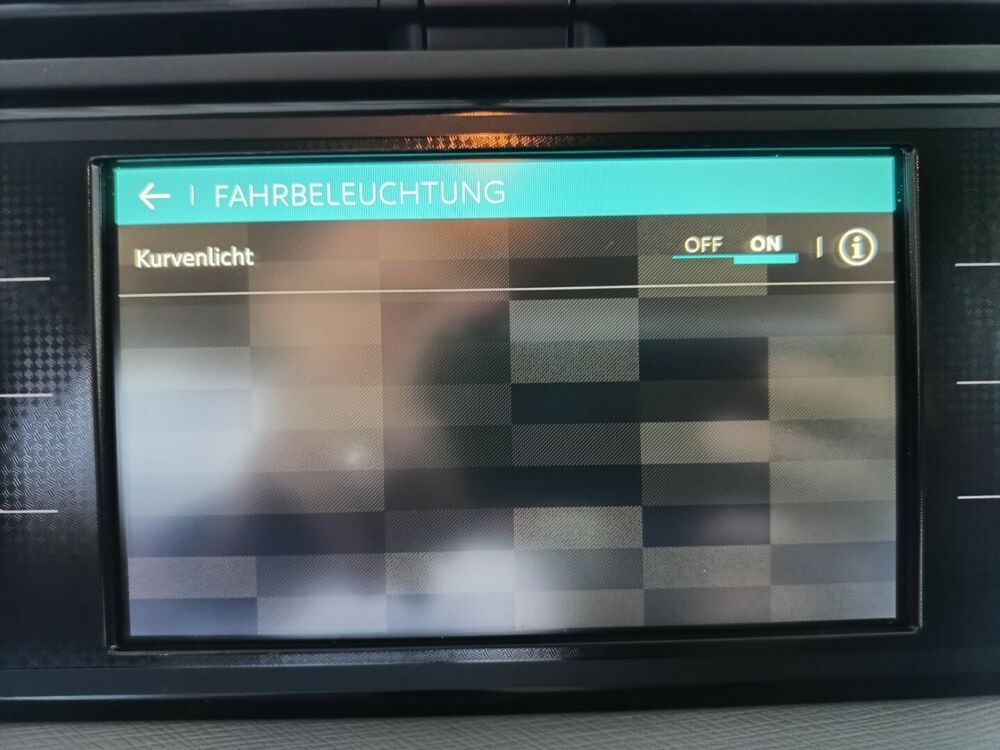 ← | FAHRBELEUCHTUNG
Kurvenlicht OFF ON | i